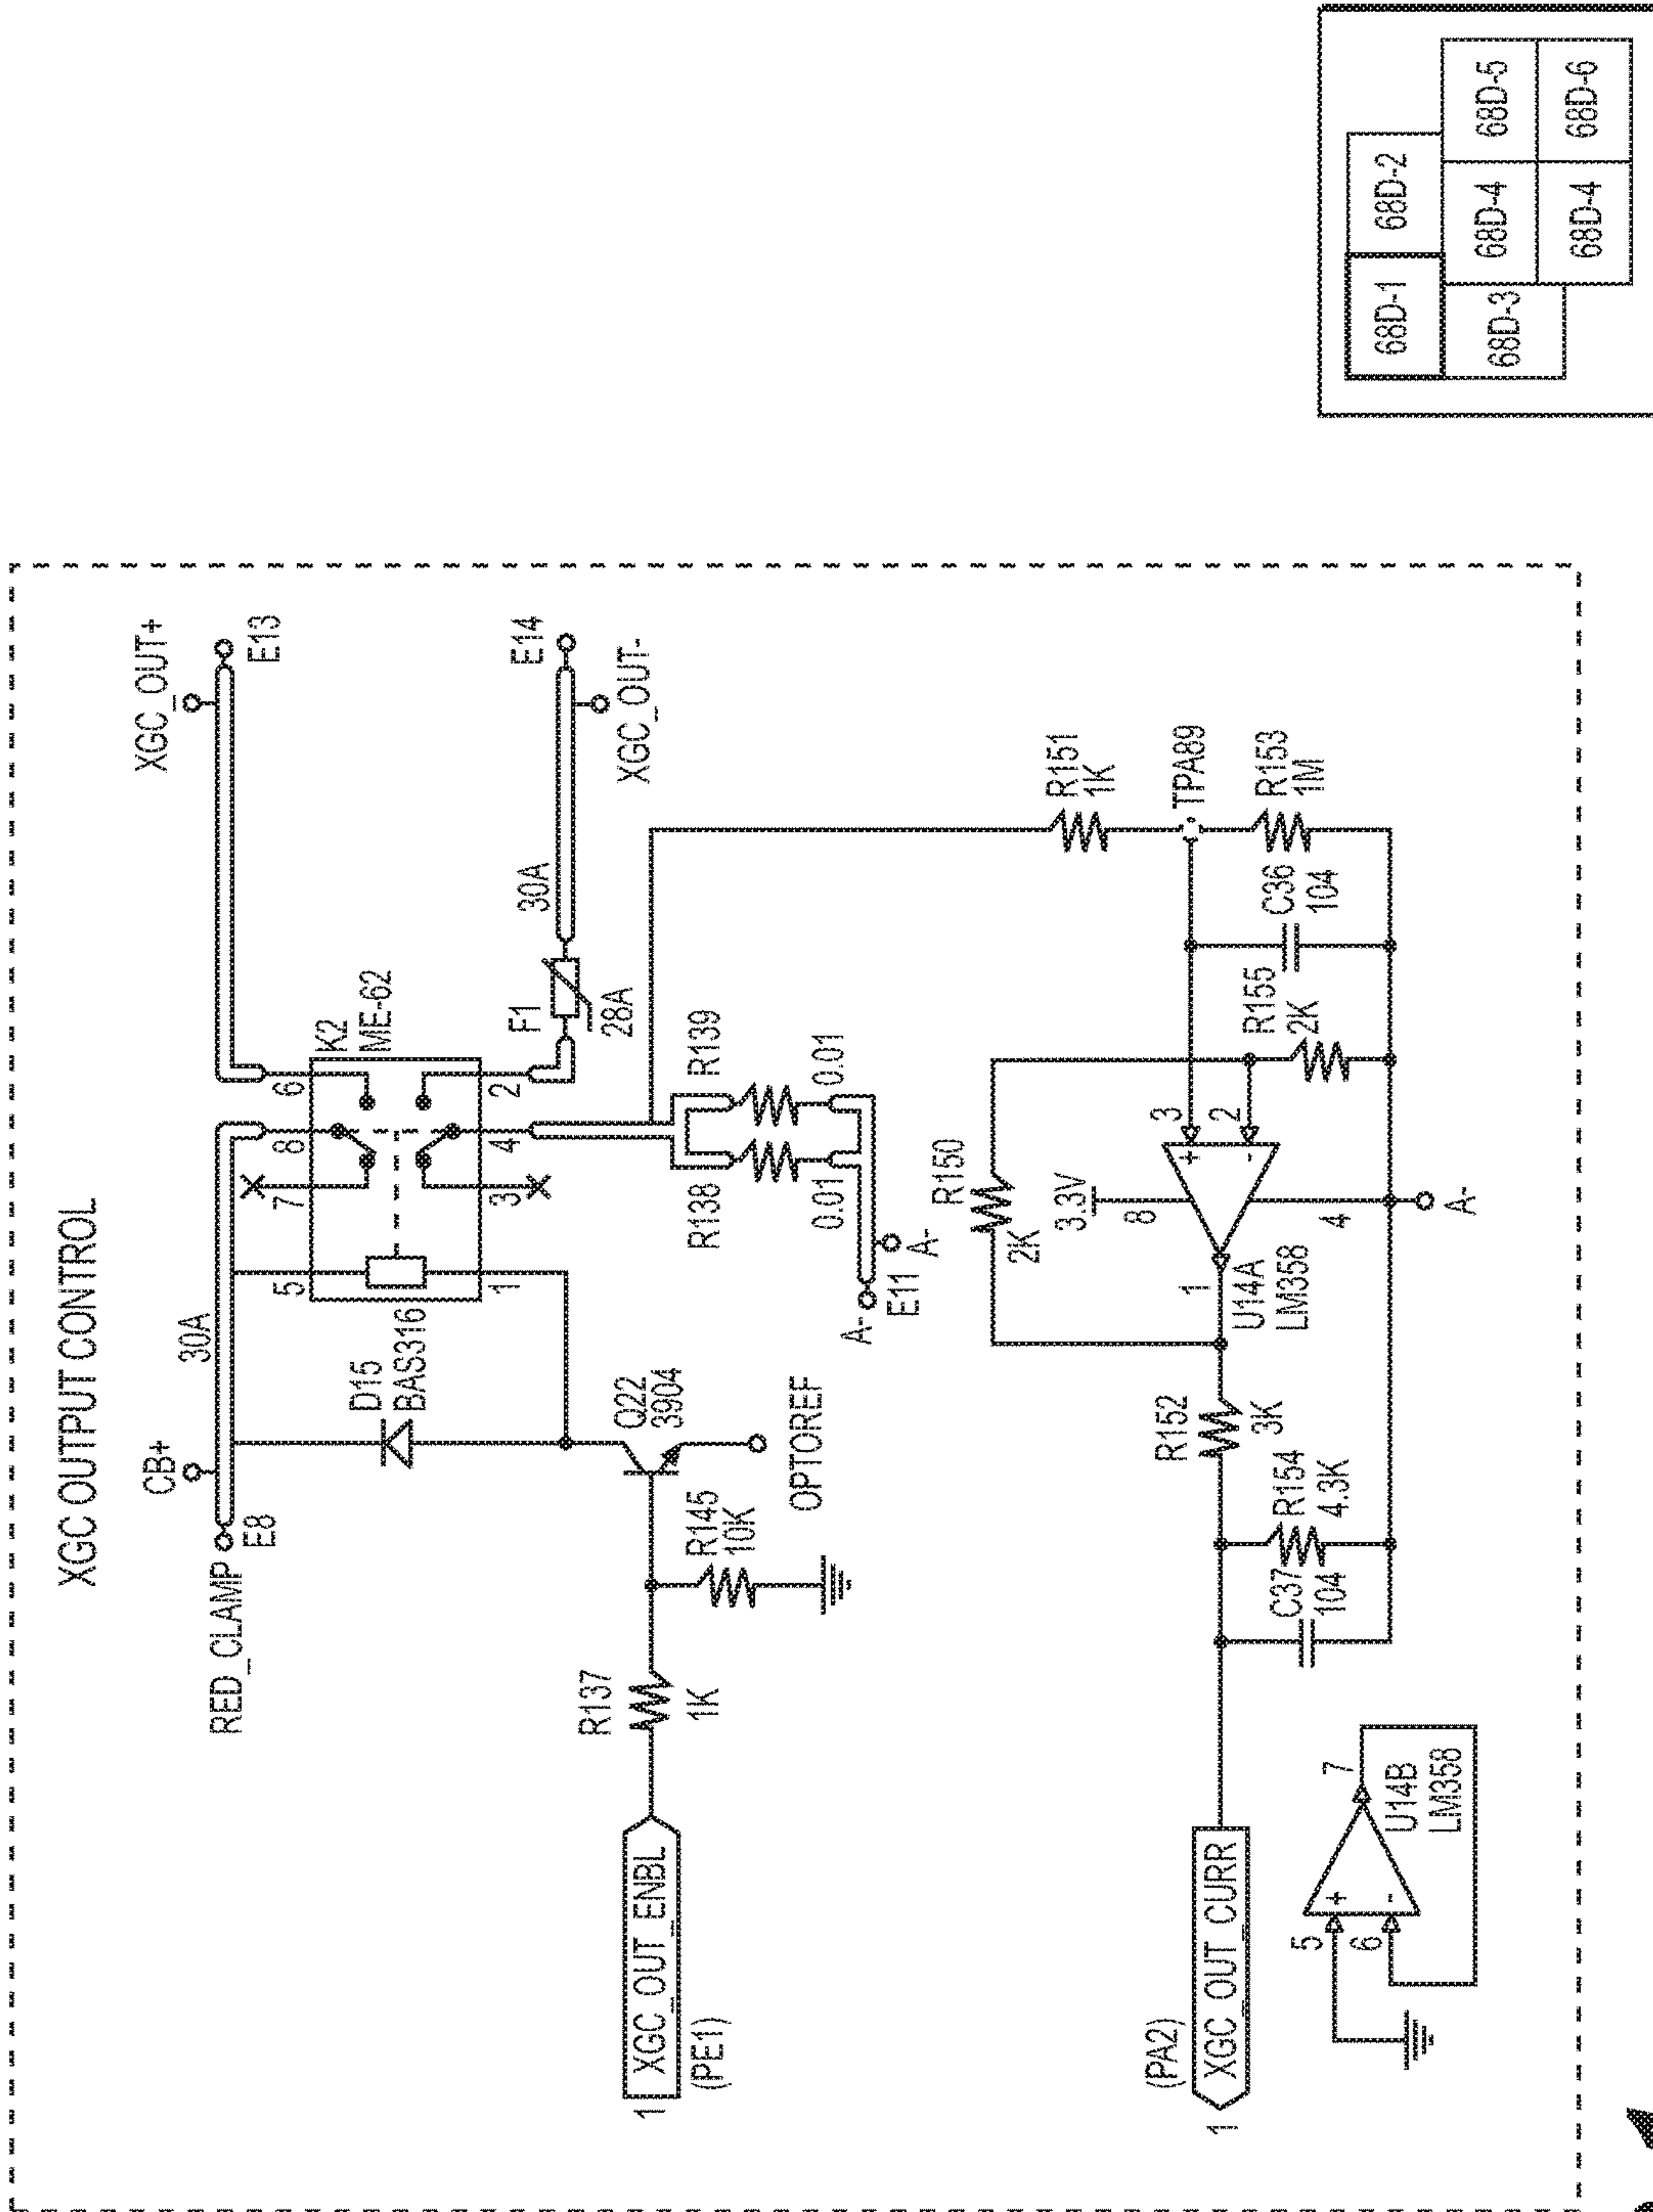 XGC OUTPUT CONTROL
CB+
RED_CLAMP
E8
30A
XGC_OUT+
E13
D15
BAS316
K2
ME-62
5
7
8
6
1
3
4
2
F1
28A
30A
E14
XGC_OUT-
1
XGC_OUT_ENBL
(PE1)
R137
1K
R145
10K
Q22
3904
OPTOREF
R138
R139
0.01
0.01
A-
E11
A-
R151
1K
TPA89
R153
1M
C36
104
R155
2K
R150
2K
3.3V
8
3
+
2
-
4
1
U14A
LM358
A-
R152
3K
R154
4.3K
C37
104
(PA2)
1
XGC_OUT_CURR
5
+
6
-
7
U14B
LM358
68D-1
68D-2
68D-3
68D-4
68D-5
68D-4
68D-6